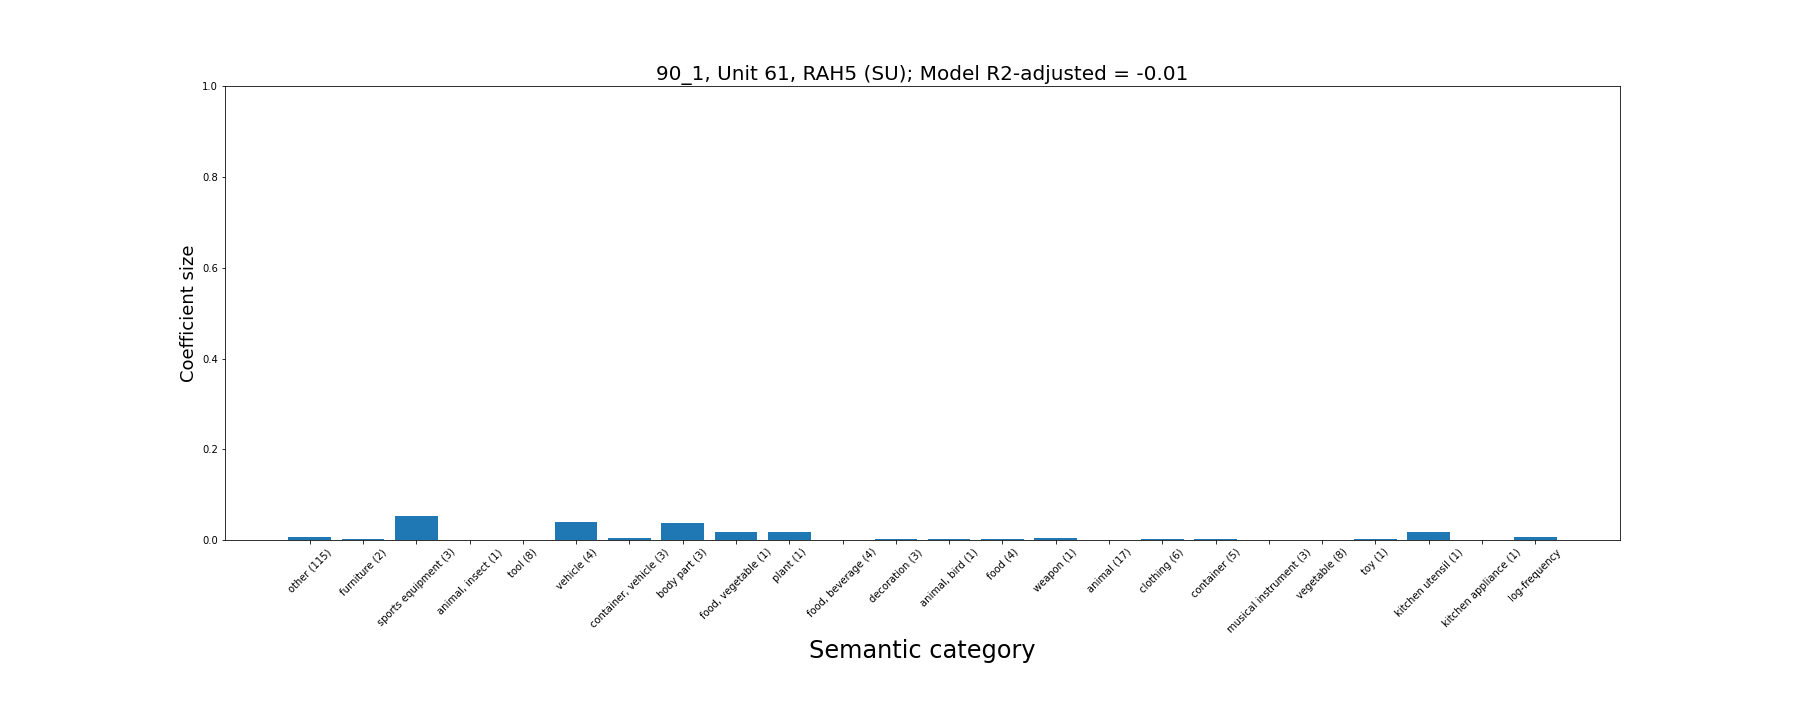 90_1, Unit 61, RAH5 (SU); Model R2-adjusted = -0.01
Coefficient size
1.0
0.8
0.6
0.4
0.2
0.0
other (115)
furniture (2)
sports equipment (3)
animal, insect (1)
tool (8)
vehicle (4)
container, vehicle (3)
body part (3)
food, vegetable (1)
plant (1)
food, beverage (4)
decoration (3)
animal, bird (1)
food (4)
weapon (1)
animal (17)
clothing (6)
container (5)
musical instrument (3)
vegetable (8)
toy (1)
kitchen utensil (1)
kitchen appliance (1)
log-frequency
Semantic category